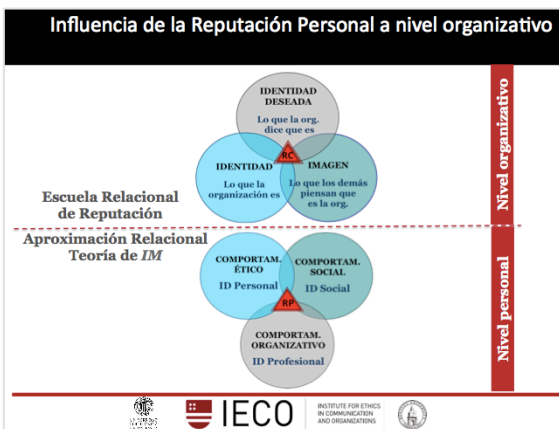 Influencia de la Reputación Personal a nivel organizativo
IDENTIDAD
DESEADA
Lo que la org.
dice que es
RC
IDENTIDAD
Lo que la
organización es
IMAGEN
Lo que los demás
piensan que
es la org.
Nivel organizativo
Escuela Relacional
de Reputación
Aproximación Relacional
Teoría de IM
COMPORTAM.
ÉTICO
ID Personal
COMPORTAM.
SOCIAL
ID Social
RP
COMPORTAM.
ORGANIZATIVO
ID Profesional
Nivel personal
IECO
INSTITUTE FOR ETHICS
IN COMMUNICATION
AND ORGANIZATIONS